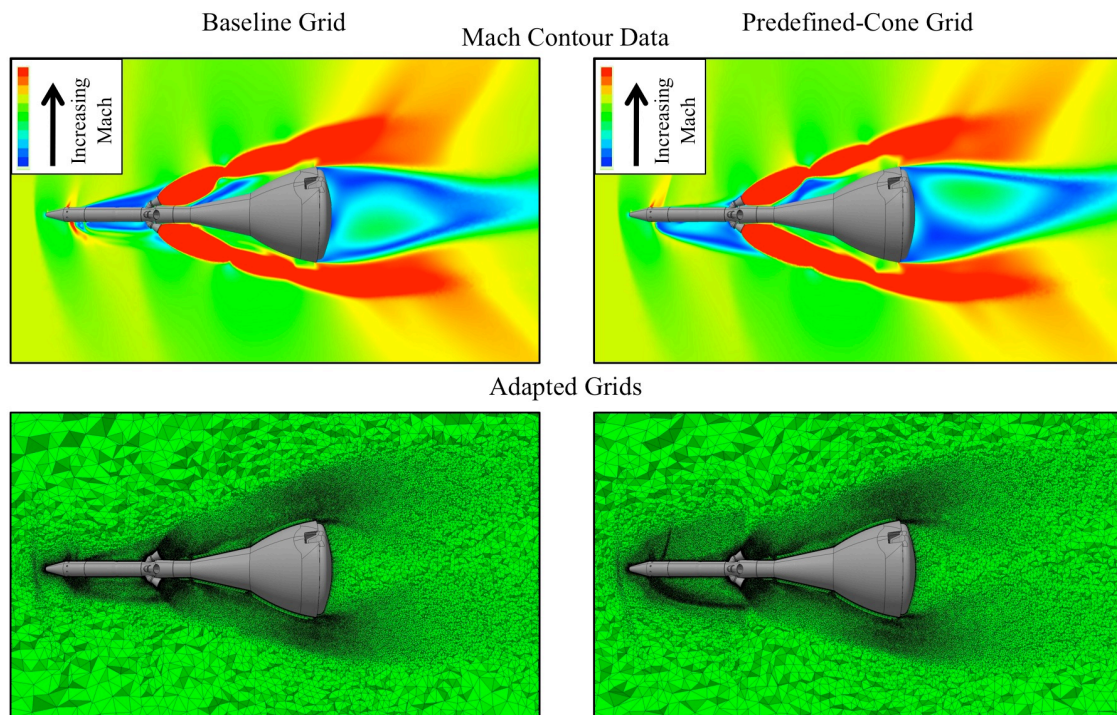 Baseline Grid
Predefined-Cone Grid
Mach Contour Data
Increasing
Mach
Increasing
Mach
Adapted Grids